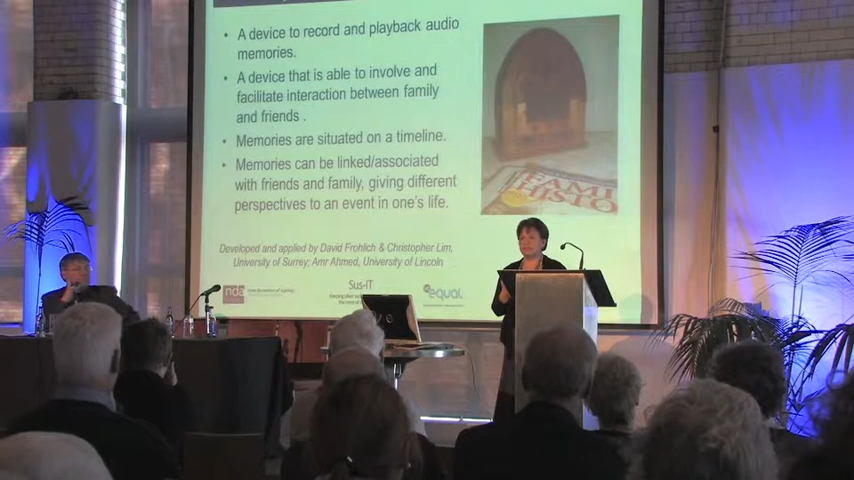 • A device to record and playback audio
memories.
• A device that is able to involve and
facilitate interaction between family
and friends .
• Memories are situated on a timeline.
• Memories can be linked/associated
with friends and family, giving different
perspectives to an event in one's life.
FAMI
HISTO
Developed and applied by David Frohlich & Christopher Lim,
University of Surrey; Amr Ahmed, University of Lincoln.
nda
Sus-IT
equal